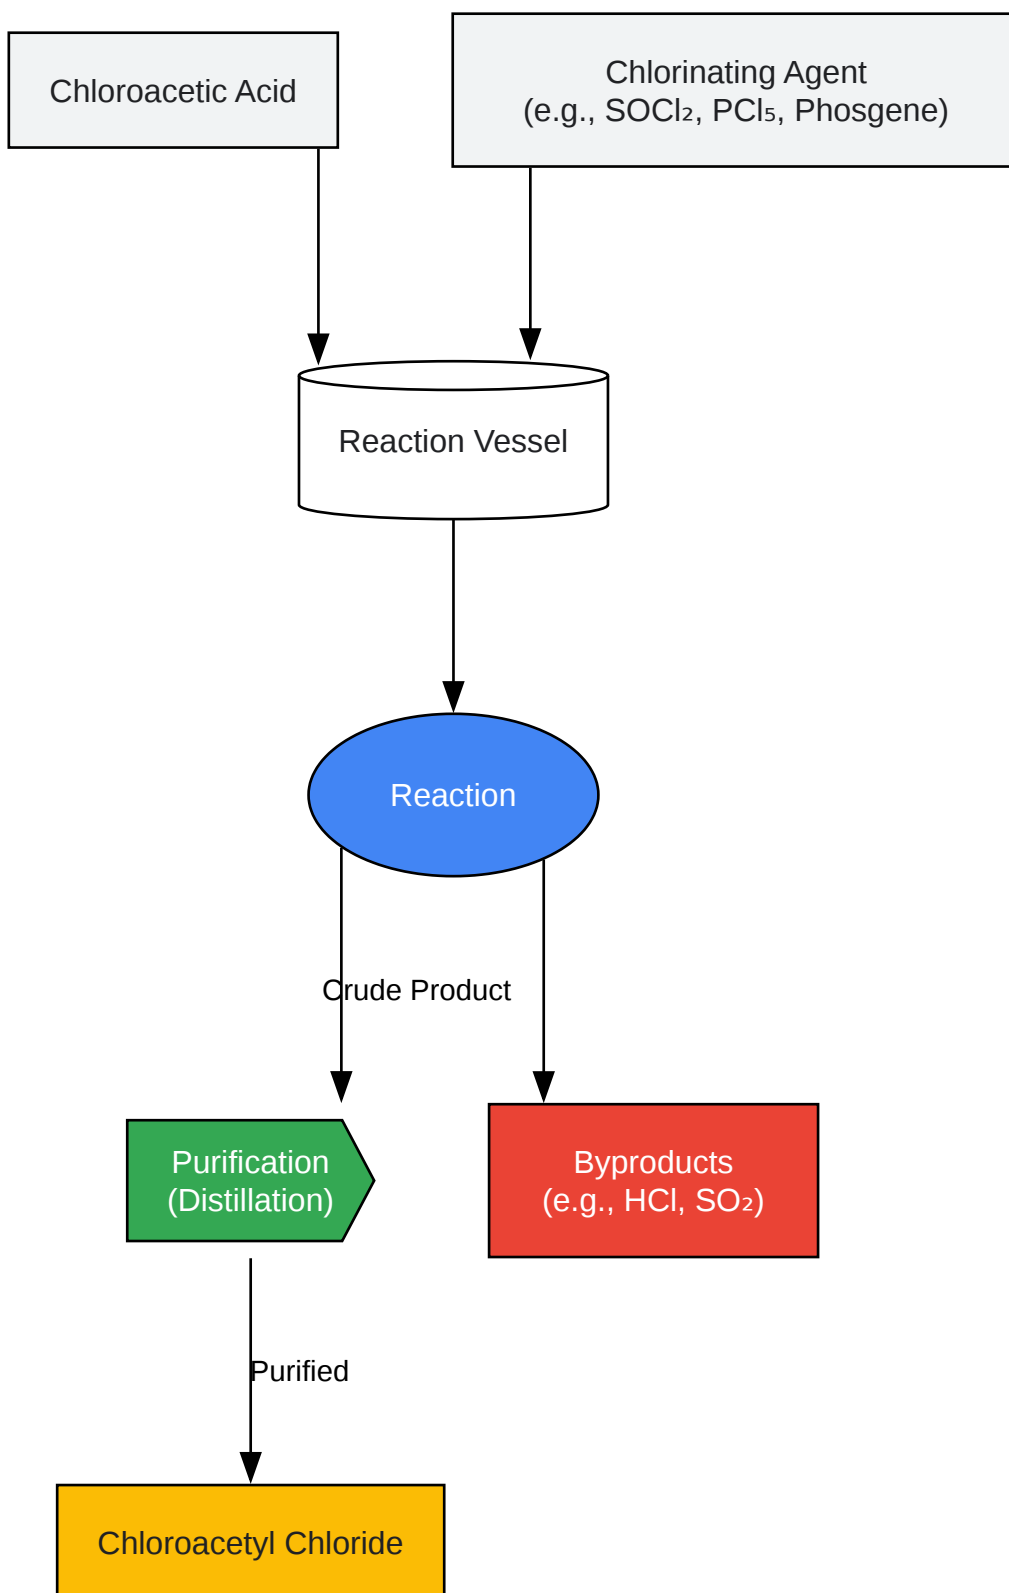 Chloroacetic Acid
Chlorinating Agent
(e.g., SOCl₂, PCl₅, Phosgene)
Reaction Vessel
Reaction
Crude Product
Purification
(Distillation)
Byproducts
(e.g., HCl, SO₂)
Purified
Chloroacetyl Chloride